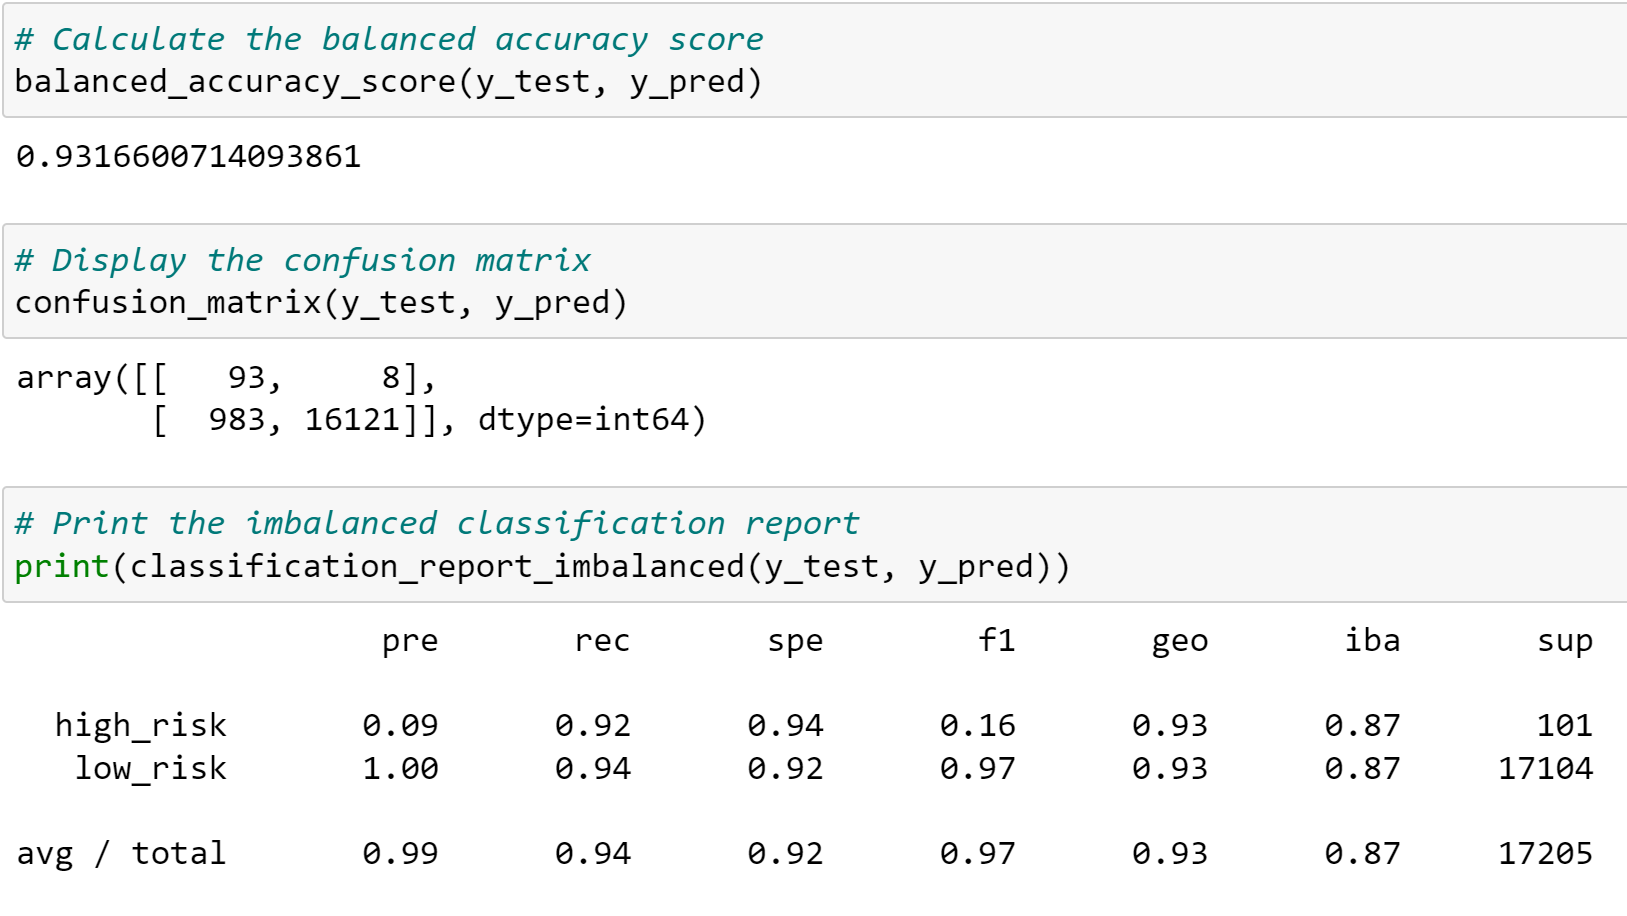 # Calculate the balanced accuracy score
balanced_accuracy_score(y_test, y_pred)
0.9316600714093861
# Display the confusion matrix
confusion_matrix(y_test, y_pred)
array([[   93,     8],
       [  983, 16121]], dtype=int64)
# Print the imbalanced classification report
print(classification_report_imbalanced(y_test, y_pred))
                   pre       rec       spe        f1       geo       iba       sup
  high_risk       0.09      0.92      0.94      0.16      0.93      0.87       101
   low_risk       1.00      0.94      0.92      0.97      0.93      0.87     17104
avg / total       0.99      0.94      0.92      0.97      0.93      0.87     17205